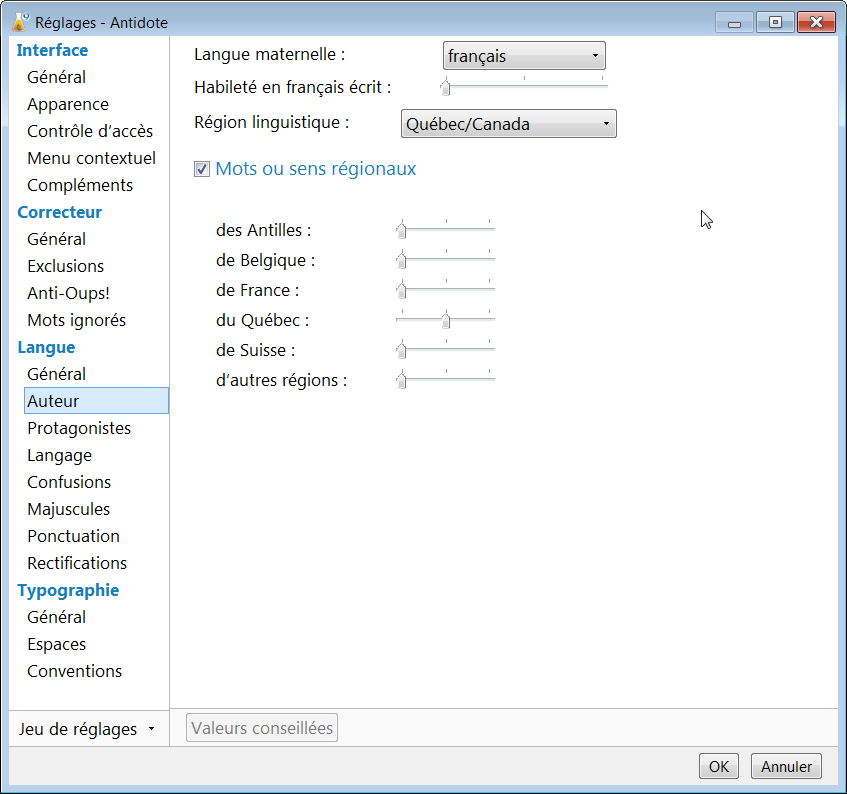 Réglages - Antidote
Interface
Général
Apparence
Contrôle d’accès
Menu contextuel
Compléments
Correcteur
Général
Exclusions
Anti-Oups!
Mots ignorés
Langue
Général
Auteur
Protagonistes
Langage
Confusions
Majuscules
Ponctuation
Rectifications
Typographie
Général
Espaces
Conventions
Jeu de réglages
Langue maternelle : français
Habileté en français écrit :
Région linguistique : Québec/Canada
Mots ou sens régionaux
des Antilles :
de Belgique :
de France :
du Québec :
de Suisse :
d’autres régions :
Valeurs conseillées
OK Annuler